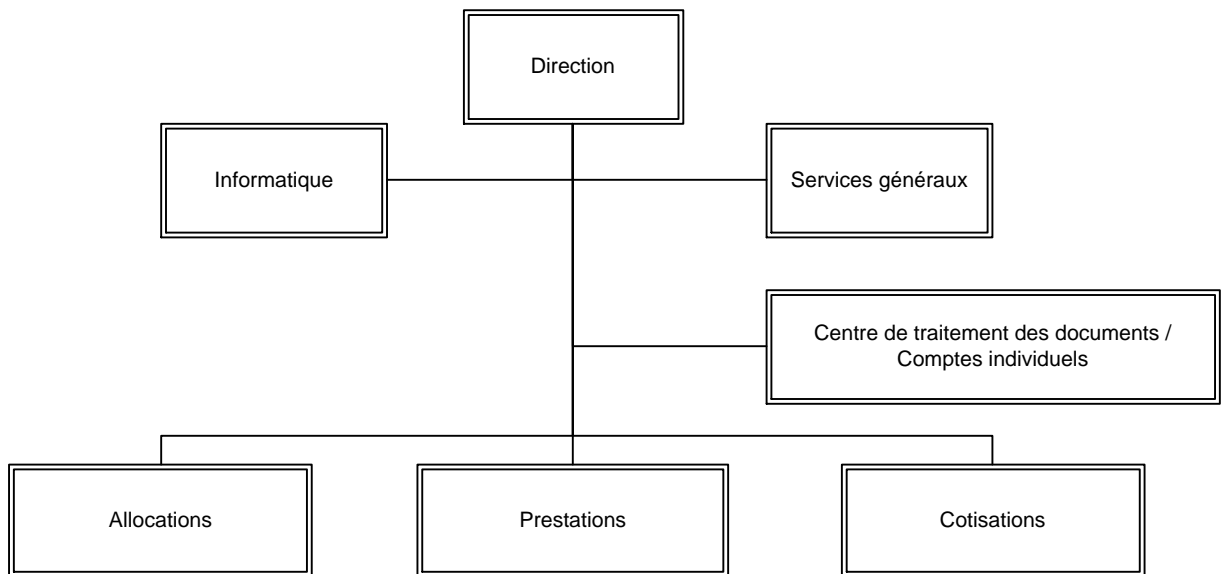 Direction
Informatique
Services généraux
Centre de traitement des documents /
Comptes individuels
Allocations
Prestations
Cotisations